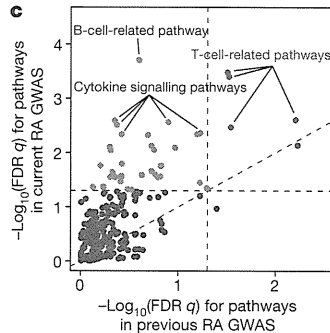 c
B-cell-related pathway
T-cell-related pathways
Cytokine signalling pathways
−Log10(FDR q) for pathways
in current RA GWAS
4
3
2
1
0
0
1
2
−Log10(FDR q) for pathways
in previous RA GWAS